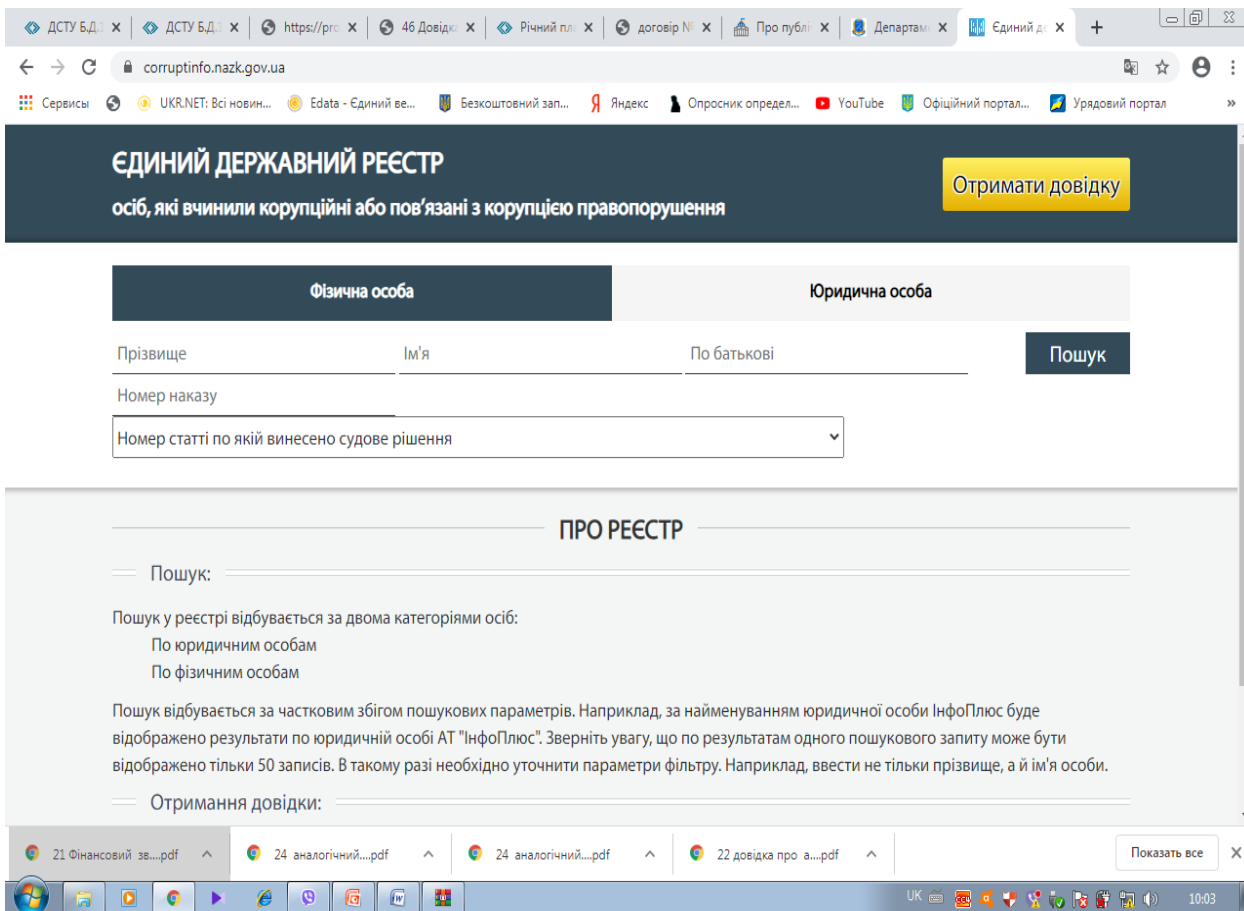 ДСТУ Б.Д.
ДСТУ Б.Д.
https://pro
46 Довідк
Річний пл
договір №
Про публі
Департам
Єдиний де
corruptinfo.nazk.gov.ua
Сервисы
UKR.NET: Всі новин...
Edata - Єдиний ве...
Безкоштовний зап...
Яндекс
Опросник определ...
YouTube
Офіційний портал...
Урядовий портал
»
ЄДИНИЙ ДЕРЖАВНИЙ РЕЄСТР
осіб, які вчинили корупційні або пов’язані з корупцією правопорушення
Отримати довідку
Фізична особа
Юридична особа
Прізвище
Ім'я
По батькові
Пошук
Номер наказу
Номер статті по якій винесено судове рішення
ПРО РЕЄСТР
Пошук:
Пошук у реєстрі відбувається за двома категоріями осіб:
По юридичним особам
По фізичним особам
Пошук відбувається за частковим збігом пошукових параметрів. Наприклад, за найменуванням юридичної особи ІнфоПлюс буде
відображено результати по юридичній особі АТ "ІнфоПлюс". Зверніть увагу, що по результатам одного пошукового запиту може бути
відображено тільки 50 записів. В такому разі необхідно уточнити параметри фільтру. Наприклад, ввести не тільки прізвище, а й ім'я особи.
Отримання довідки:
21 Фінансовий зв....pdf
24 аналогічний....pdf
24 аналогічний....pdf
22 довідка про а....pdf
Показать все
UK
10:03